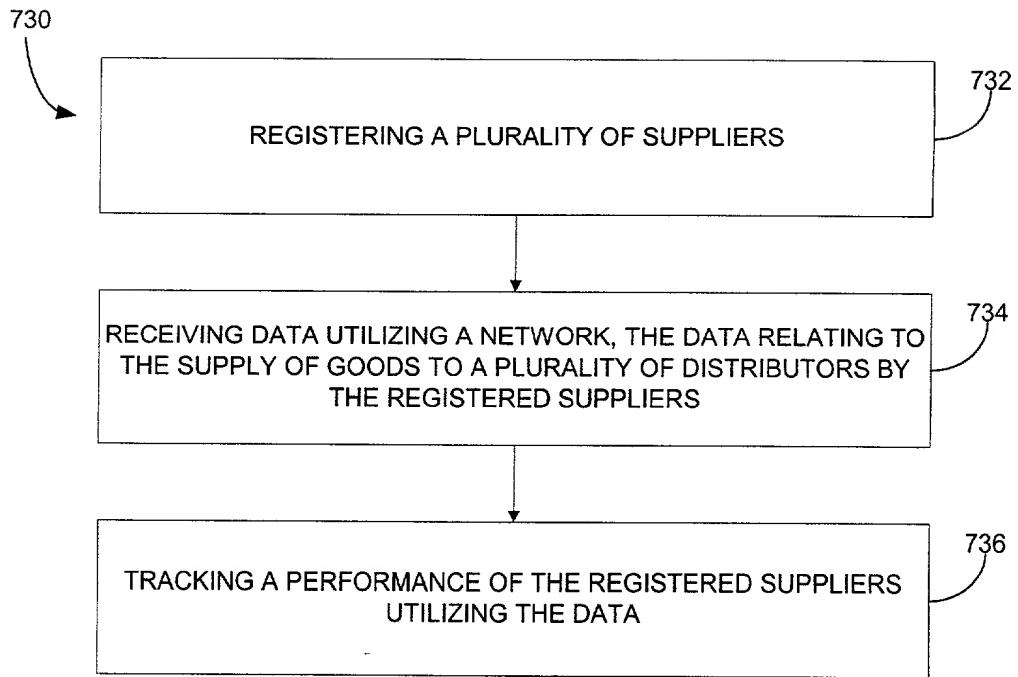 730
732
REGISTERING A PLURALITY OF SUPPLIERS
734
RECEIVING DATA UTILIZING A NETWORK, THE DATA RELATING TO
THE SUPPLY OF GOODS TO A PLURALITY OF DISTRIBUTORS BY
THE REGISTERED SUPPLIERS
736
TRACKING A PERFORMANCE OF THE REGISTERED SUPPLIERS
UTILIZING THE DATA